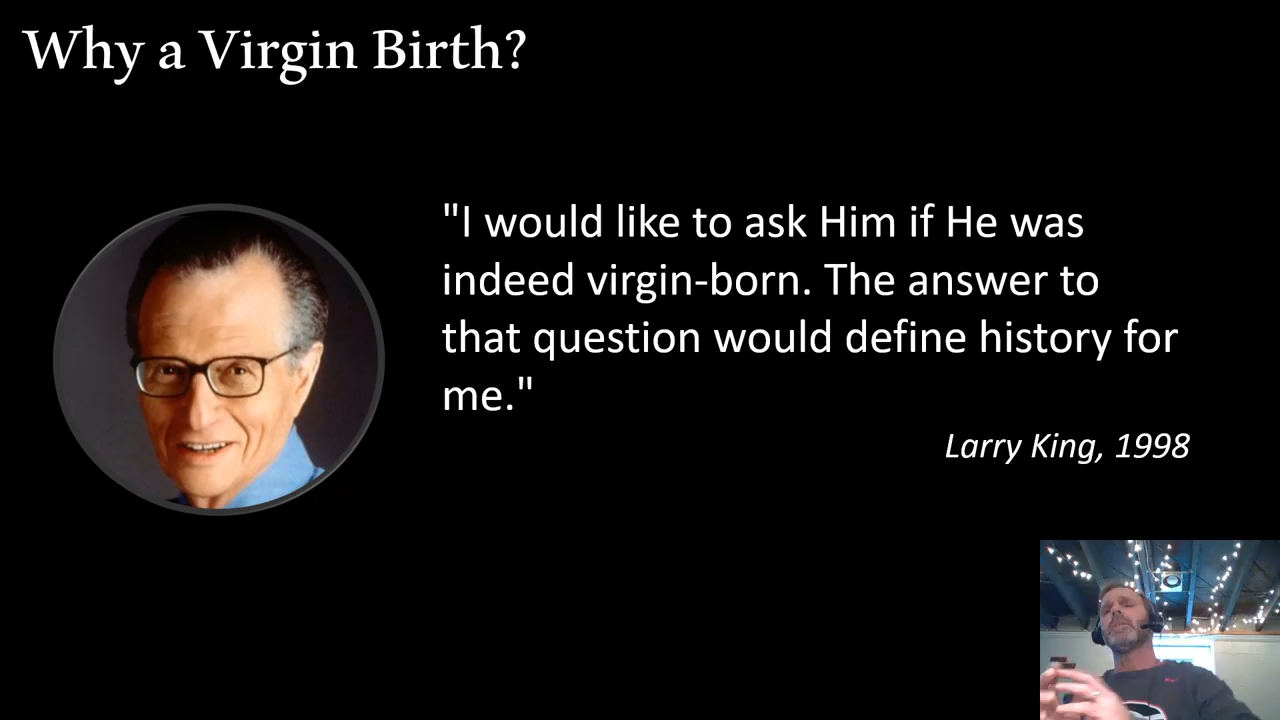 Why a Virgin Birth?
"I would like to ask Him if He was
indeed virgin-born. The answer to
that question would define history for
me."
Larry King, 1998